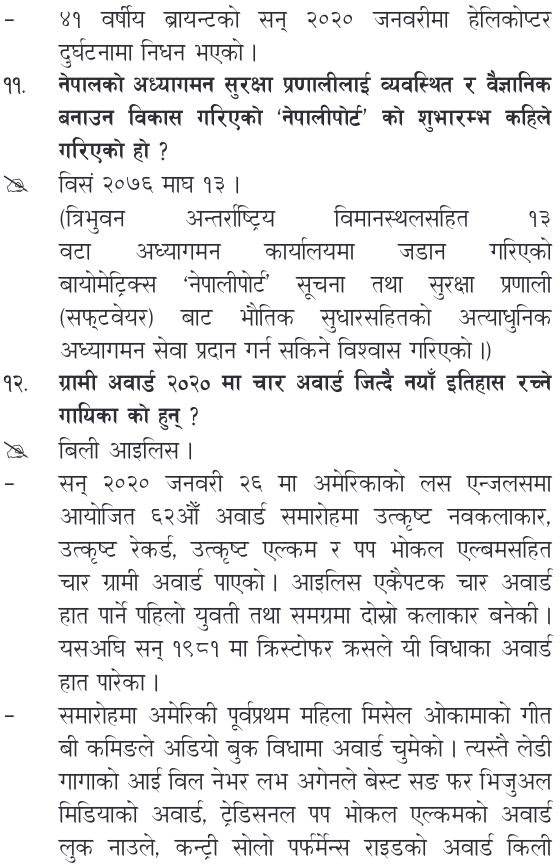 – ४१ वर्षीय ब्रायन्टको सन् २०२० जनवरीमा हेलिकोप्टर
दुर्घटनामा निधन भएको ।
११. नेपालको अध्यागमन सुरक्षा प्रणालीलाई व्यवस्थित र वैज्ञानिक
बनाउन विकास गरिएको ‘नेपालीपोर्ट’ को शुभारम्भ कहिले
गरिएको हो ?
विसं २०७६ माघ १३ ।
(त्रिभुवन अन्तर्राष्ट्रिय विमानस्थलसहित १३
वटा अध्यागमन कार्यालयमा जडान गरिएको
बायोमेट्रिक्स ‘नेपालीपोर्ट’ सूचना तथा सुरक्षा प्रणाली
(सफ्टवेयर) बाट भौतिक सुधारसहितको अत्याधुनिक
अध्यागमन सेवा प्रदान गर्न सकिने विश्वास गरिएको ।)
१२. ग्रामी अवार्ड २०२० मा चार अवार्ड जित्दै नयाँ इतिहास रच्ने
गायिका को हुन् ?
बिली आइलिस ।
– सन् २०२० जनवरी २६ मा अमेरिकाको लस एन्जलसमा
आयोजित ६२औँ अवार्ड समारोहमा उत्कृष्ट नवकलाकार,
उत्कृष्ट रेकर्ड, उत्कृष्ट एल्कम र पप भोकल एल्बमसहित
चार ग्रामी अवार्ड पाएको । आइलिस एकैपटक चार अवार्ड
हात पार्ने पहिलो युवती तथा समग्रमा दोस्रो कलाकार बनेकी ।
यसअघि सन् १९८१ मा क्रिस्टोफर क्रसले यी विधाका अवार्ड
हात पारेका ।
– समारोहमा अमेरिकी पूर्वप्रथम महिला मिसेल ओकामाको गीत
बी कमिङले अडियो बुक विधामा अवार्ड चुमेको । त्यस्तै लेडी
गागाको आई विल नेभर लभ अगेनले बेस्ट सङ फर भिजुअल
मिडियाको अवार्ड, ट्रेडिसनल पप भोकल एल्कमको अवार्ड
लुक नाउले, कन्ट्री सोलो पर्फर्मेन्स राइडको अवार्ड किली